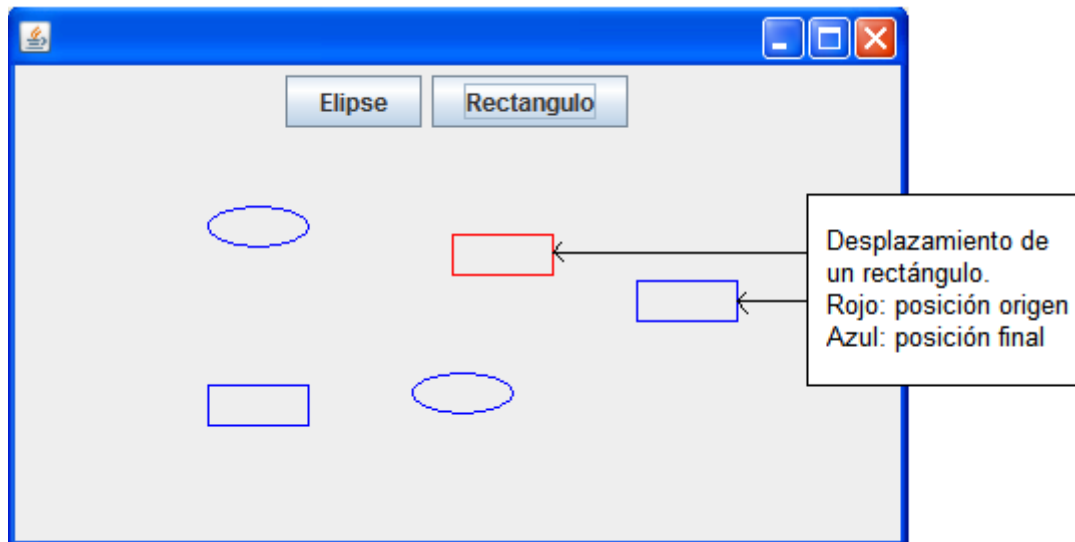 Elipse Rectangulo
Desplazamiento de
un rectángulo.
Rojo: posición origen
Azul: posición final